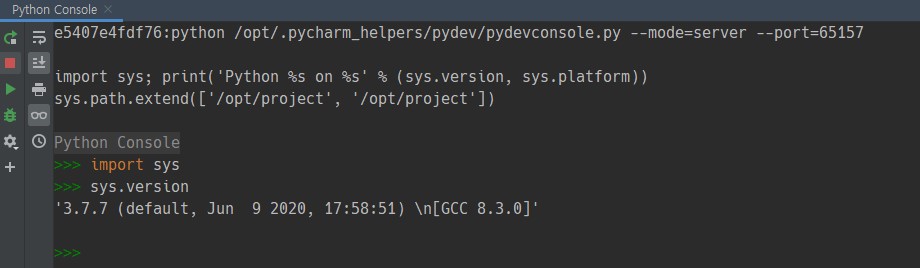 Python Console
e5407e4fdf76:python /opt/.pycharm_helpers/pydev/pydevconsole.py --mode=server --port=65157
import sys; print('Python %s on %s' % (sys.version, sys.platform))
sys.path.extend(['/opt/project', '/opt/project'])
Python Console
>>> import sys
>>> sys.version
'3.7.7 (default, Jun  9 2020, 17:58:51) \n[GCC 8.3.0]'
>>>